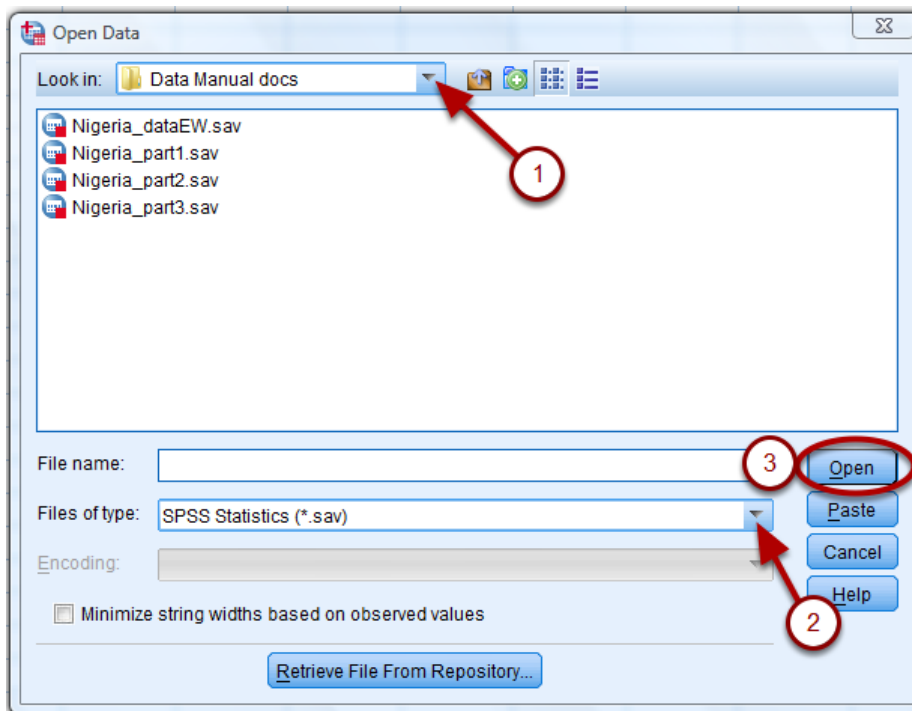 Open Data
Look in: Data Manual docs
Nigeria_dataEW.sav
Nigeria_part1.sav
Nigeria_part2.sav
Nigeria_part3.sav
1
File name:
3
Open
Files of type: SPSS Statistics (*.sav)
Paste
Encoding:
Cancel
Minimize string widths based on observed values
Help
2
Retrieve File From Repository...